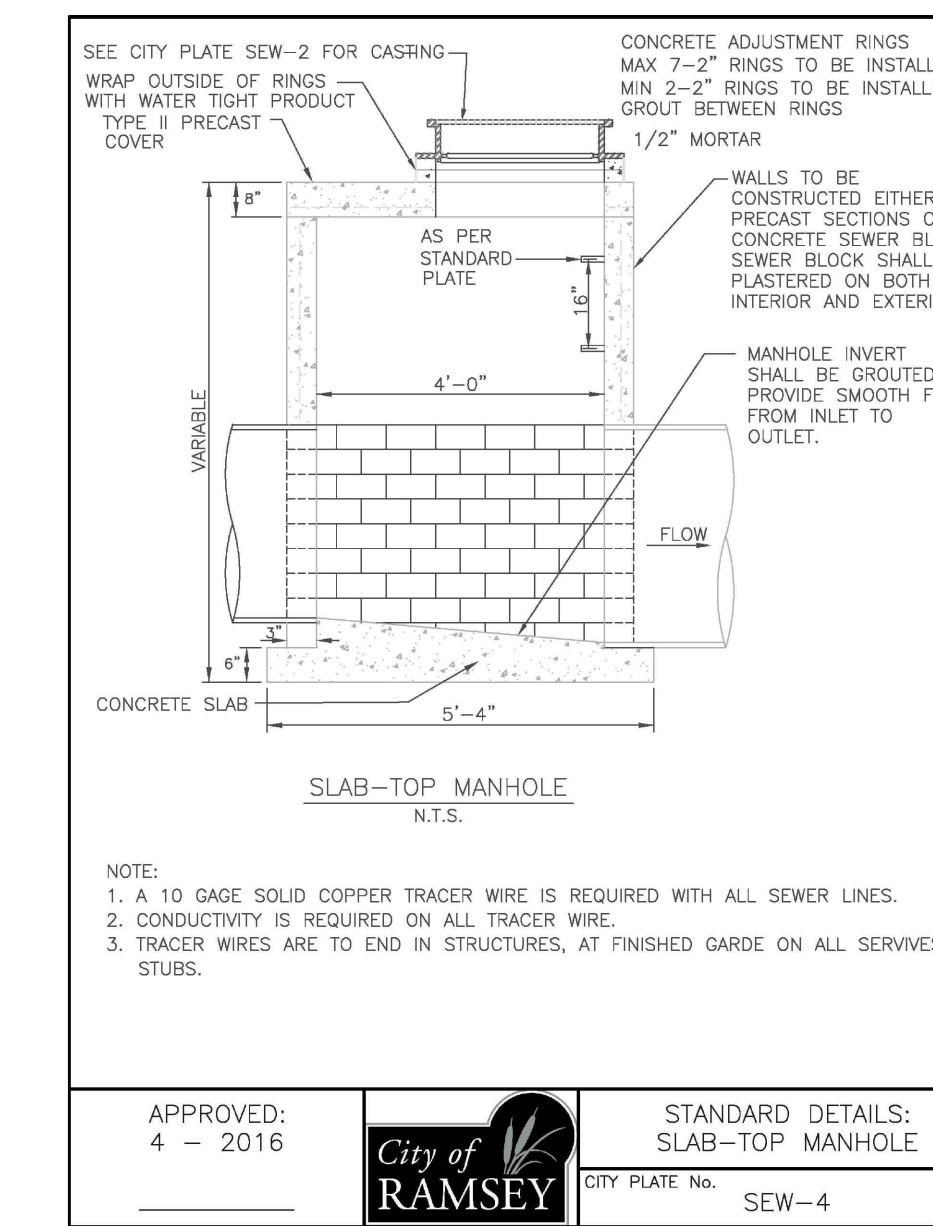 SEE CITY PLATE SEW-2 FOR CASTING
WRAP OUTSIDE OF RINGS
WITH WATER TIGHT PRODUCT
TYPE II PRECAST
COVER
CONCRETE ADJUSTMENT RINGS
MAX 7-2" RINGS TO BE INSTALL
MIN 2-2" RINGS TO BE INSTALL
GROUT BETWEEN RINGS
1/2" MORTAR
WALLS TO BE
CONSTRUCTED EITHER
PRECAST SECTIONS O
CONCRETE SEWER BL
SEWER BLOCK SHALL
PLASTERED ON BOTH
INTERIOR AND EXTERI
8"
AS PER
STANDARD
PLATE
16"
MANHOLE INVERT
SHALL BE GROUTED
PROVIDE SMOOTH F
FROM INLET TO
OUTLET.
4'-0"
VARIABLE
FLOW
3"
6"
CONCRETE SLAB
5'-4"
SLAB-TOP MANHOLE
N.T.S.
NOTE:
1. A 10 GAGE SOLID COPPER TRACER WIRE IS REQUIRED WITH ALL SEWER LINES.
2. CONDUCTIVITY IS REQUIRED ON ALL TRACER WIRE.
3. TRACER WIRES ARE TO END IN STRUCTURES, AT FINISHED GARDE ON ALL SERVIVES
STUBS.
APPROVED:
4 - 2016
City of
RAMSEY
STANDARD DETAILS:
SLAB-TOP MANHOLE
CITY PLATE No.
SEW-4